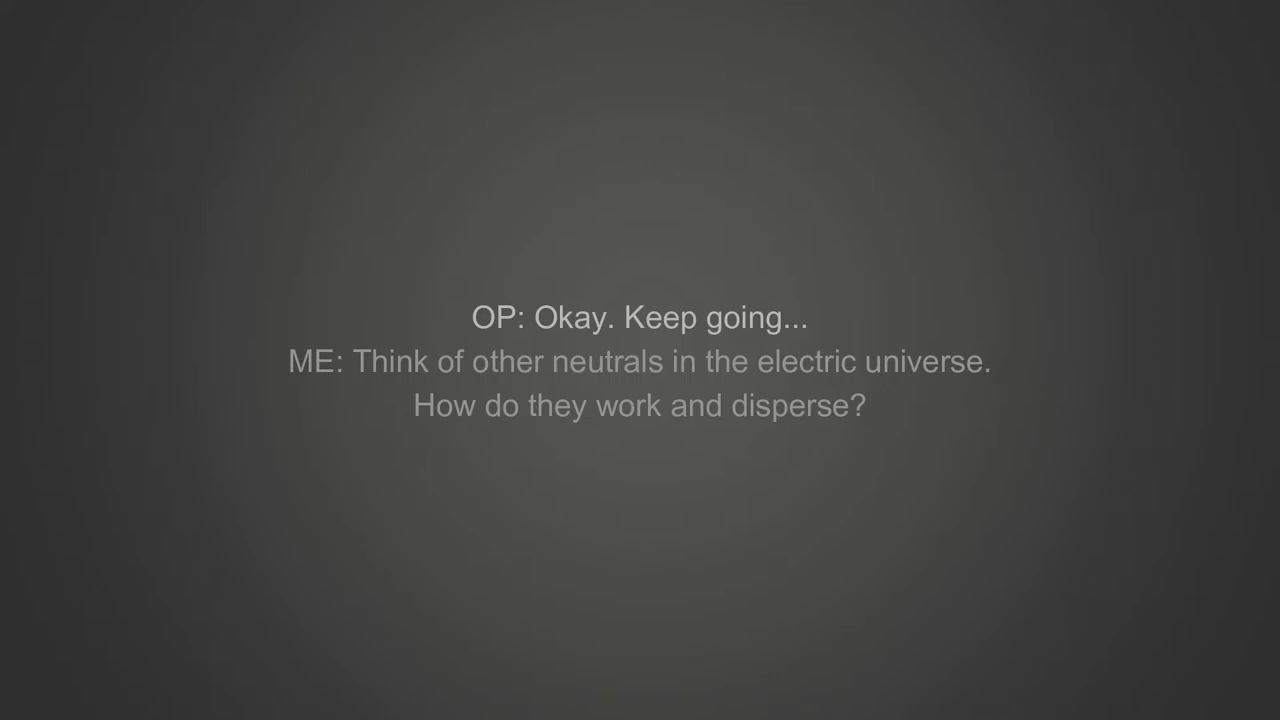 OP: Okay. Keep going...
ME: Think of other neutrals in the electric universe.
How do they work and disperse?